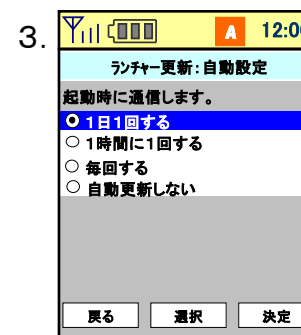 3.
A 12:00
ランチャー更新：自動設定
起動時に通信します。
1日1回する
1時間に1回する
毎回する
自動更新しない
戻る 選択 決定